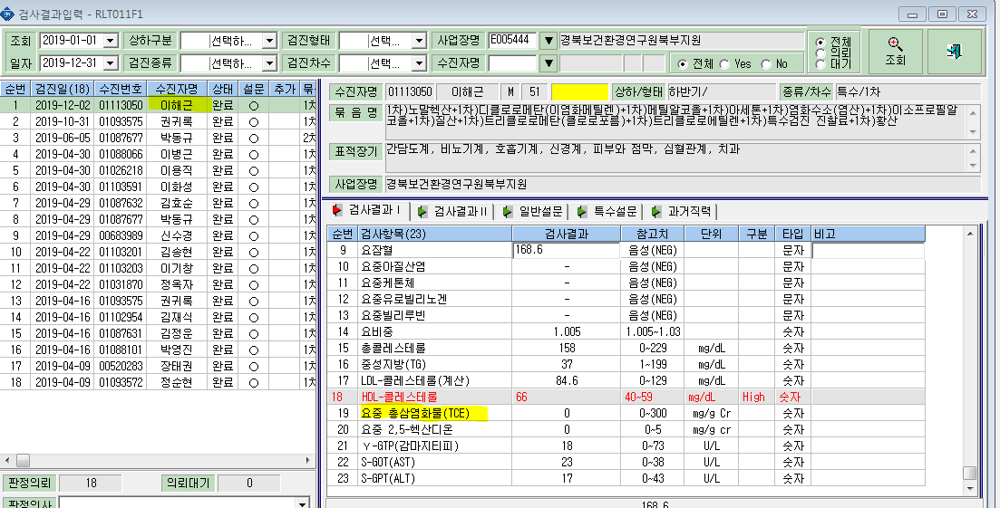 검사결과입력 - RLT011F1
조회 2019-01-01 상하구분 선택하... 검진형태 선택... 사업장명 E005444 경북보건환경연구원북부지원 전체 의뢰 대기 조회
일자 2019-12-31 검진종류 선택하... 검진차수 선택... 수진자명 전체 Yes No
순번 검진일(18) 수진번호 수진자명 상태 설문 추가
1 2019-12-02 01113050 이해근 완료 ○ 1차
2 2019-10-31 01093575 권귀록 완료 ○ 1차
3 2019-06-05 01087677 박동규 완료 ○ 2차
4 2019-04-30 01088066 이병근 완료 ○ 1차
5 2019-04-30 01026218 이용직 완료 ○ 1차
6 2019-04-30 01103591 이화성 완료 ○ 1차
7 2019-04-29 01087632 김효순 완료 ○ 1차
8 2019-04-29 01087677 박동규 완료 ○ 1차
9 2019-04-29 00683989 신수경 완료 ○ 1차
10 2019-04-22 01103201 김송현 완료 ○ 1차
11 2019-04-22 01103203 이기창 완료 ○ 1차
12 2019-04-22 01031870 정옥자 완료 ○ 1차
13 2019-04-16 01093575 권귀록 완료 ○ 1차
14 2019-04-16 01102954 김재식 완료 ○ 1차
15 2019-04-16 01087631 김정운 완료 ○ 1차
16 2019-04-16 01088101 박영진 완료 ○ 1차
17 2019-04-09 00520283 장태권 완료 ○ 1차
18 2019-04-09 01093572 정순현 완료 ○ 1차
판정의뢰 18 의뢰대기 0
판정의사
수진자명 01113050 이해근 M 51 상하/형태 하반기/ 종류/차수 특수/1차
묶 음 명 1차)노말헥산+1차)디클로로메탄(이염화메틸렌)+1차)메틸알코올+1차)아세톤+1차)염화수소(염산)+1차)이소프로필알
코올+1차)질산+1차)트리클로로메탄(클로로포름)+1차)트리클로로메틸렌+1차)특수검진 진찰료+1차)황산
표적장기 간담도계, 비뇨기계, 호흡기계, 신경계, 피부와 점막, 심혈관계, 치과
사업장명 경북보건환경연구원북부지원
검사결과Ⅰ 검사결과Ⅱ 일반설문 특수설문 과거직력
순번 검사항목(23) 검사결과 참고치 단위 구분 타입 비고
9 요잠혈 168.6 음성(NEG) 문자
10 요중아질산염 - 음성(NEG) 문자
11 요중케톤체 - 음성(NEG) 문자
12 요중유로빌리노겐 - 음성(NEG) 문자
13 요중빌리루빈 - 음성(NEG) 문자
14 요비중 1.005 1.005~1.03 숫자
15 총콜레스테롤 158 0~229 mg/dL 숫자
16 중성지방(TG) 37 1~199 mg/dL 숫자
17 LDL-콜레스테롤(계산) 84.6 0~129 mg/dL 숫자
18 HDL-콜레스테롤 66 40~59 mg/dL High 숫자
19 요중 총삼염화물(TCE) 0 0~300 mg/g Cr 숫자
20 요중 2,5-헥산디온 0 0~5 mg/g cr 숫자
21 Υ-GTP(감마지티피) 18 0~73 U/L 숫자
22 S-GOT(AST) 23 0~38 U/L 숫자
23 S-GPT(ALT) 17 0~43 U/L 숫자
168.6